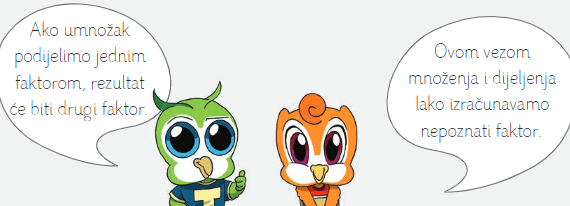 Ako umnožak
podijelimo jednim
faktorom, rezultat
će biti drugi faktor.
Ovom vezom
množenja i dijeljenja
lako izračunavamo
nepoznati faktor.
T